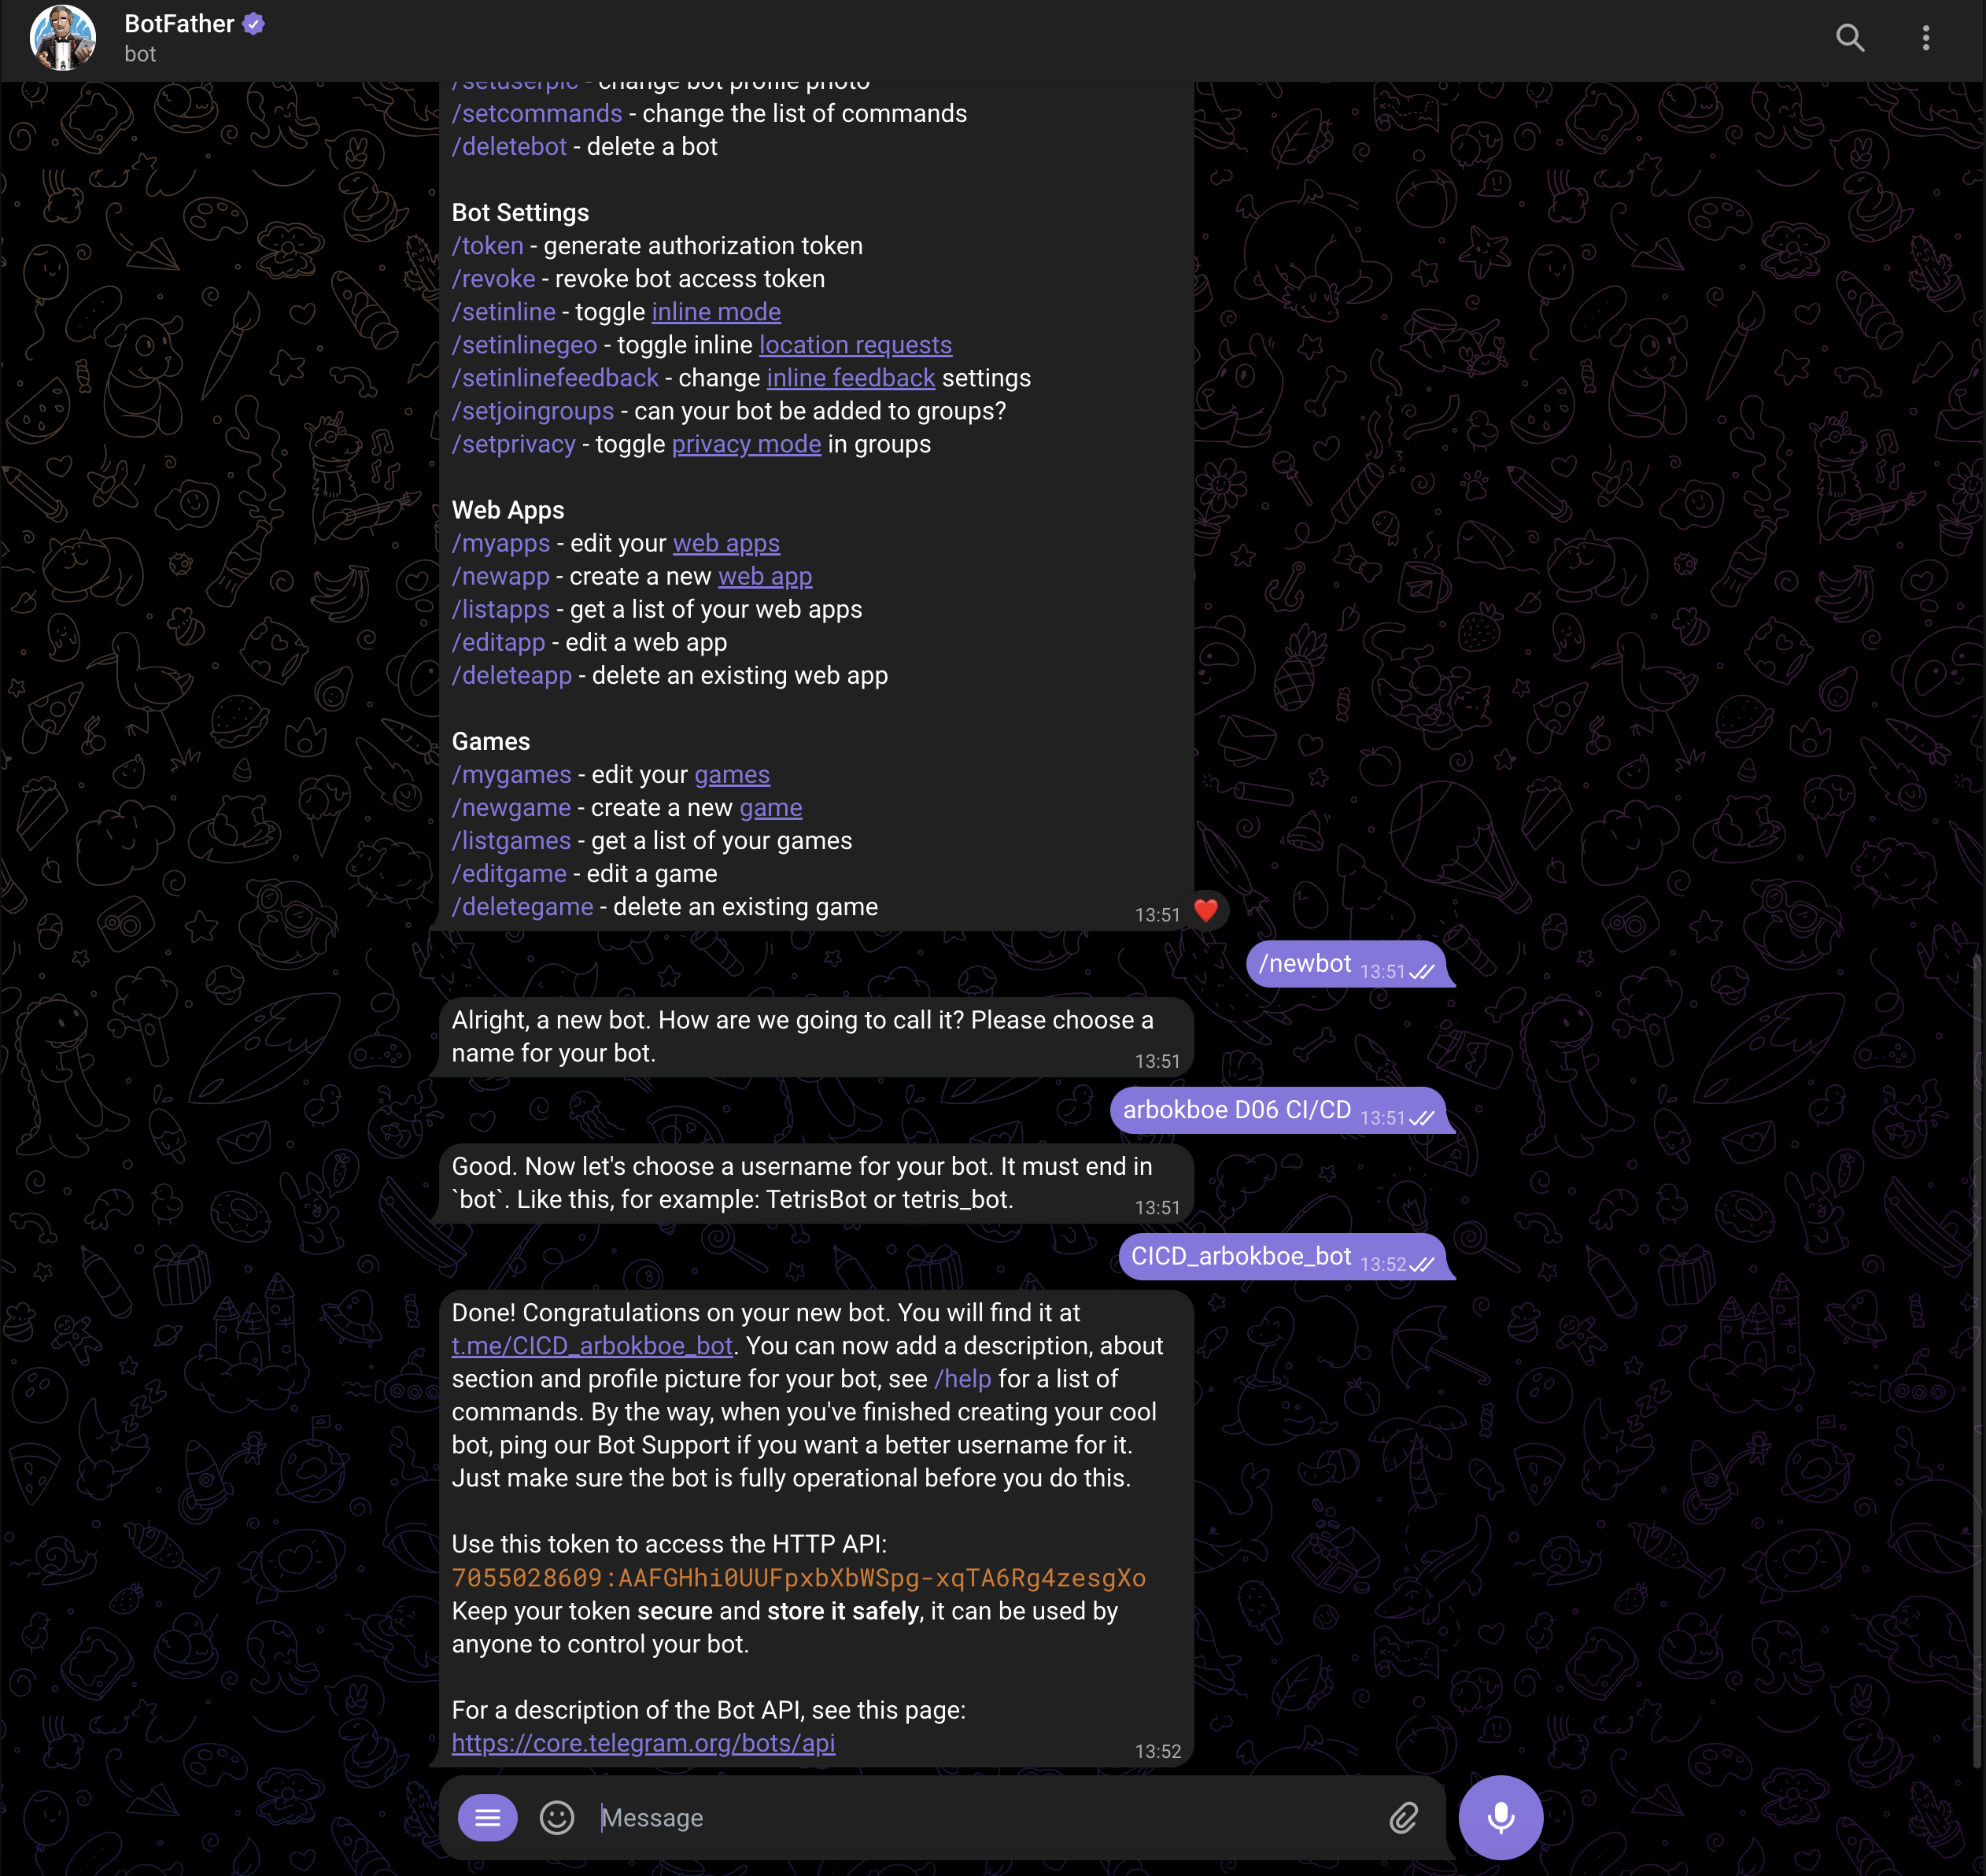 BotFather
bot
/setuserpic - change bot profile photo
/setcommands - change the list of commands
/deletebot - delete a bot
Bot Settings
/token - generate authorization token
/revoke - revoke bot access token
/setinline - toggle inline mode
/setinlinegeo - toggle inline location requests
/setinlinefeedback - change inline feedback settings
/setjoingroups - can your bot be added to groups?
/setprivacy - toggle privacy mode in groups
Web Apps
/myapps - edit your web apps
/newapp - create a new web app
/listapps - get a list of your web apps
/editapp - edit a web app
/deleteapp - delete an existing web app
Games
/mygames - edit your games
/newgame - create a new game
/listgames - get a list of your games
/editgame - edit a game
/deletegame - delete an existing game
13:51
/newbot 13:51
Alright, a new bot. How are we going to call it? Please choose a
name for your bot.
13:51
arbokboe D06 CI/CD 13:51
Good. Now let's choose a username for your bot. It must end in
`bot`. Like this, for example: TetrisBot or tetris_bot.
13:51
CICD_arbokboe_bot 13:52
Done! Congratulations on your new bot. You will find it at
t.me/CICD_arbokboe_bot. You can now add a description, about
section and profile picture for your bot, see /help for a list of
commands. By the way, when you've finished creating your cool
bot, ping our Bot Support if you want a better username for it.
Just make sure the bot is fully operational before you do this.
Use this token to access the HTTP API:
7055028609:AAFGHhi0UUFpxbXbWSpg-xqTA6Rg4zesgXo
Keep your token secure and store it safely, it can be used by
anyone to control your bot.
For a description of the Bot API, see this page:
https://core.telegram.org/bots/api
13:52
Message